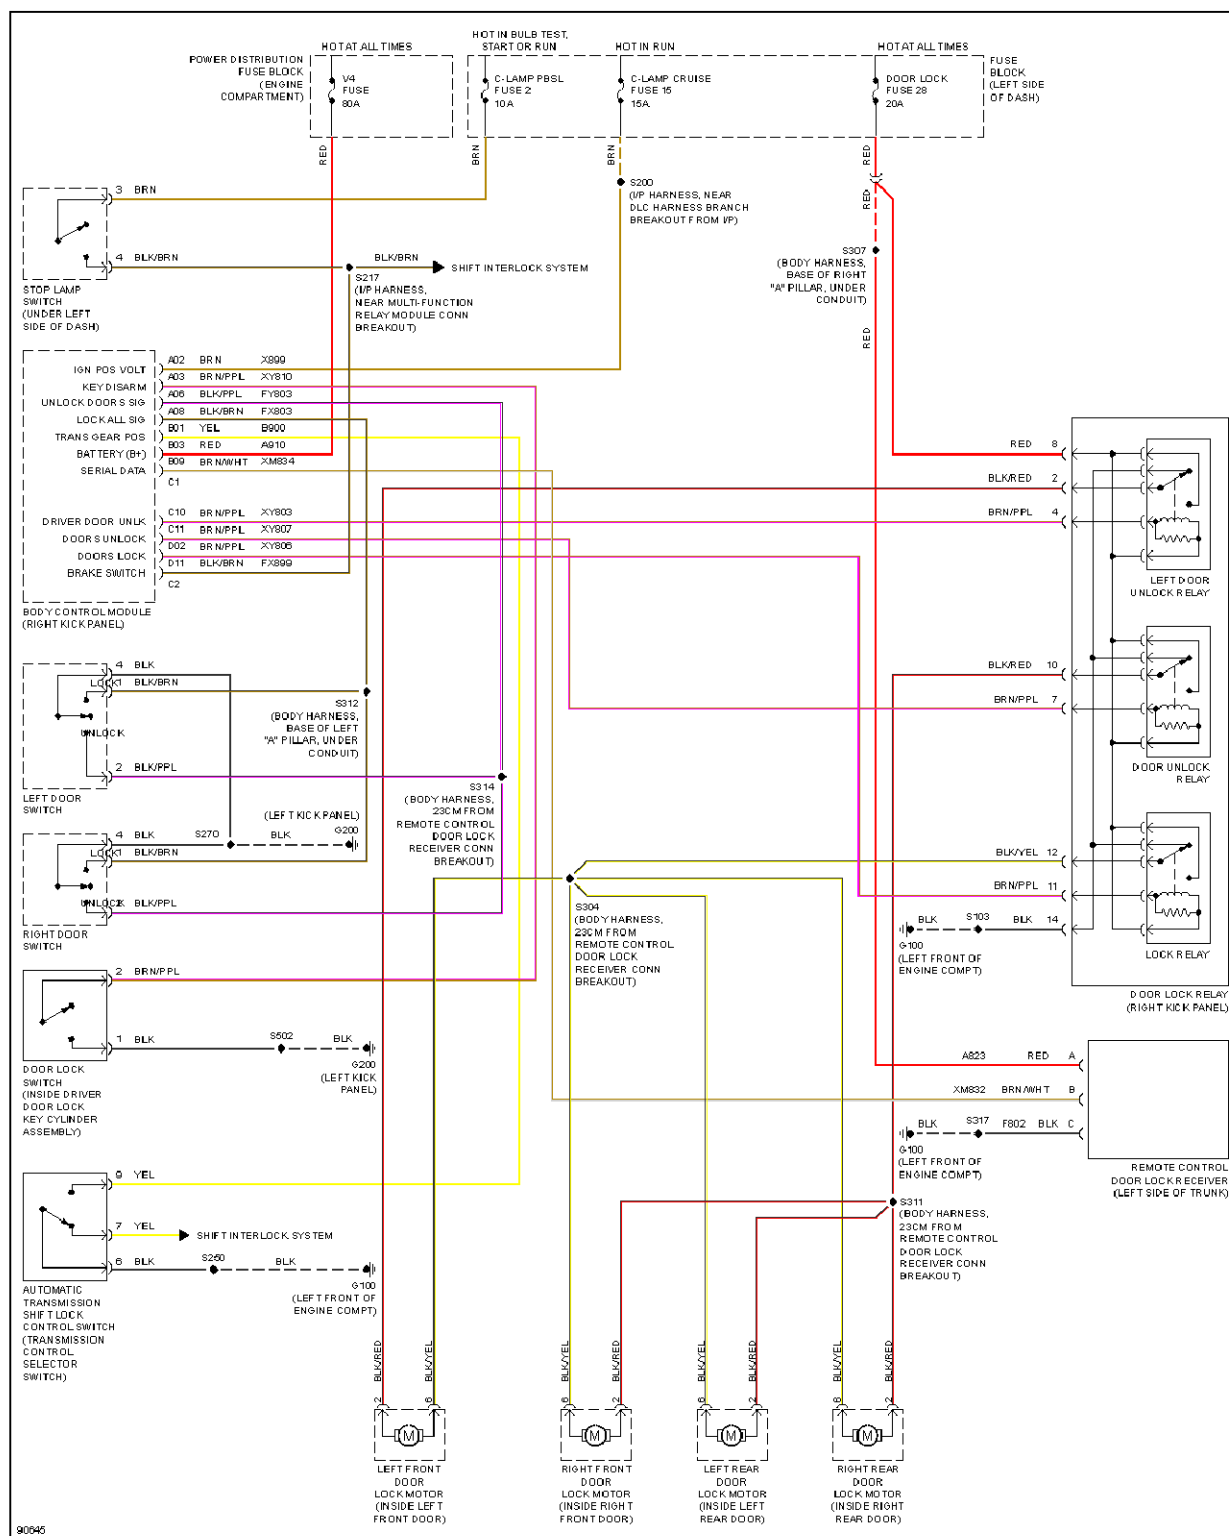 HOT AT ALL TIMES
HOT IN BULB TEST,
START OR RUN
HOT IN RUN
HOT AT ALL TIMES
POWER DISTRIBUTION
FUSE BLOCK
(ENGINE
COMPARTMENT)
V4
FUSE
80A
C-LAMP PBSL
FUSE 2
10A
C-LAMP CRUISE
FUSE 15
15A
DOOR LOCK
FUSE 28
20A
FUSE
BLOCK
(LEFT SIDE
OF DASH)
RED
BRN
BRN
RED
RED
RED
S200
(I/P HARNESS, NEAR
DLC HARNESS BRANCH
BREAKOUT FROM I/P)
S307
(BODY HARNESS,
BASE OF RIGHT
"A" PILLAR, UNDER
CONDUIT)
3 BRN
4 BLK/BRN
BLK/BRN
SHIFT INTERLOCK SYSTEM
STOP LAMP
SWITCH
(UNDER LEFT
SIDE OF DASH)
S217
(I/P HARNESS,
NEAR MULTI-FUNCTION
RELAY MODULE CONN
BREAKOUT)
IGN POS VOLT A02 BRN X899
KEY DISARM A03 BRN/PPL XY810
UNLOCK DOORS SIG A06 BLK/PPL FY803
LOCK ALL SIG A08 BLK/BRN FX803
TRANS GEAR POS B01 YEL B900
BATTERY (B+) B03 RED A910
SERIAL DATA B09 BRN/WHT XM834
C1
DRIVER DOOR UNLK C10 BRN/PPL XY803
DOORS UNLOCK C11 BRN/PPL XY807
DOORS LOCK D02 BRN/PPL XY806
BRAKE SWITCH D11 BLK/BRN FX899
C2
BODY CONTROL MODULE
(RIGHT KICK PANEL)
RED 8
BLK/RED 2
BRN/PPL 4
LEFT DOOR
UNLOCK RELAY
BLK/RED 10
BRN/PPL 7
DOOR UNLOCK
RELAY
BLK/YEL 12
BRN/PPL 11
BLK S103 BLK 14
G100
(LEFT FRONT OF
ENGINE COMPT)
LOCK RELAY
DOOR LOCK RELAY
(RIGHT KICK PANEL)
4 BLK
LOCK 1 BLK/BRN
UNLOCK
2 BLK/PPL
LEFT DOOR
SWITCH
S312
(BODY HARNESS,
BASE OF LEFT
"A" PILLAR, UNDER
CONDUIT)
S314
(BODY HARNESS,
23CM FROM
REMOTE CONTROL
DOOR LOCK
RECEIVER CONN
BREAKOUT)
(LEFT KICK PANEL)
4 BLK S270 BLK G200
LOCK 1 BLK/BRN
UNLOCK 2 BLK/PPL
RIGHT DOOR
SWITCH
S304
(BODY HARNESS,
23CM FROM
REMOTE CONTROL
DOOR LOCK
RECEIVER CONN
BREAKOUT)
2 BRN/PPL
1 BLK S502 BLK
G200
(LEFT KICK
PANEL)
DOOR LOCK
SWITCH
(INSIDE DRIVER
DOOR LOCK
KEY CYLINDER
ASSEMBLY)
A823 RED A
XM832 BRN/WHT B
BLK S317 F802 BLK C
G100
(LEFT FRONT OF
ENGINE COMPT)
REMOTE CONTROL
DOOR LOCK RECEIVER
(LEFT SIDE OF TRUNK)
9 YEL
7 YEL
SHIFT INTERLOCK SYSTEM
6 BLK S250 BLK
G100
(LEFT FRONT OF
ENGINE COMPT)
AUTOMATIC
TRANSMISSION
SHIFT LOCK
CONTROL SWITCH
(TRANSMISSION
CONTROL
SELECTOR
SWITCH)
S311
(BODY HARNESS,
23CM FROM
REMOTE CONTROL
DOOR LOCK
RECEIVER CONN
BREAKOUT)
2 BLK/RED
6 BLK/YEL
6 BLK/YEL
2 BLK/RED
6 BLK/YEL
2 BLK/RED
6 BLK/YEL
2 BLK/RED
M
M
M
M
LEFT FRONT
DOOR
LOCK MOTOR
(INSIDE LEFT
FRONT DOOR)
RIGHT FRONT
DOOR
LOCK MOTOR
(INSIDE RIGHT
FRONT DOOR)
LEFT REAR
DOOR
LOCK MOTOR
(INSIDE LEFT
REAR DOOR)
RIGHT REAR
DOOR
LOCK MOTOR
(INSIDE RIGHT
REAR DOOR)
90645